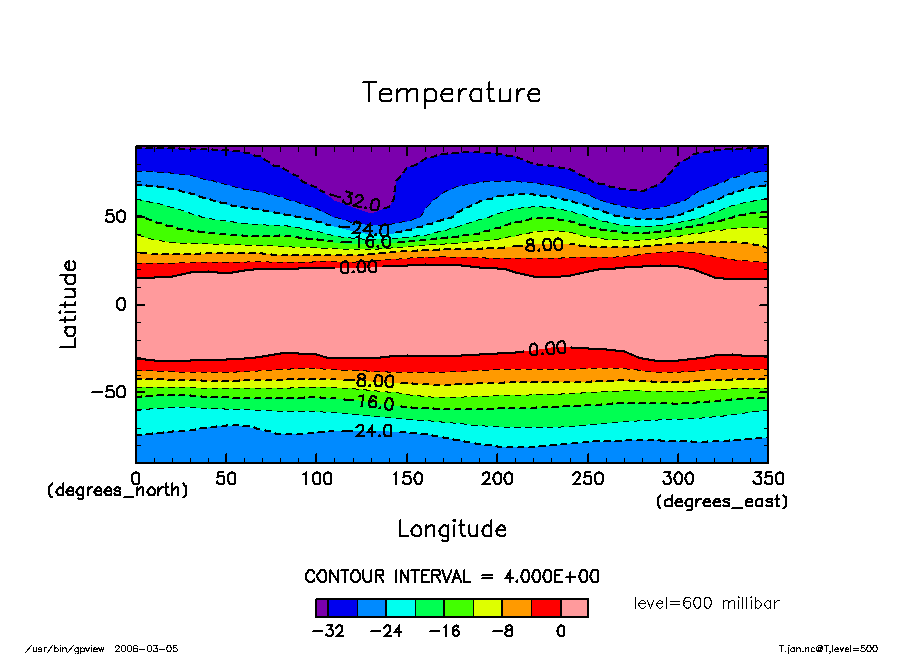 Temperature
-32.0
-24.0
-16.0
8.00
0.00
0.00
8.00
-16.0
-24.0
50
0
-50
Latitude
0 50 100 150 200 250 300 350
(degrees_north)
(degrees_east)
Longitude
CONTOUR INTERVAL = 4.000E+00
-32 -24 -16 -8 0
level=600 millibar
/usr/bin/gpview 2006-03-05
T.jan.nc@T,level=500